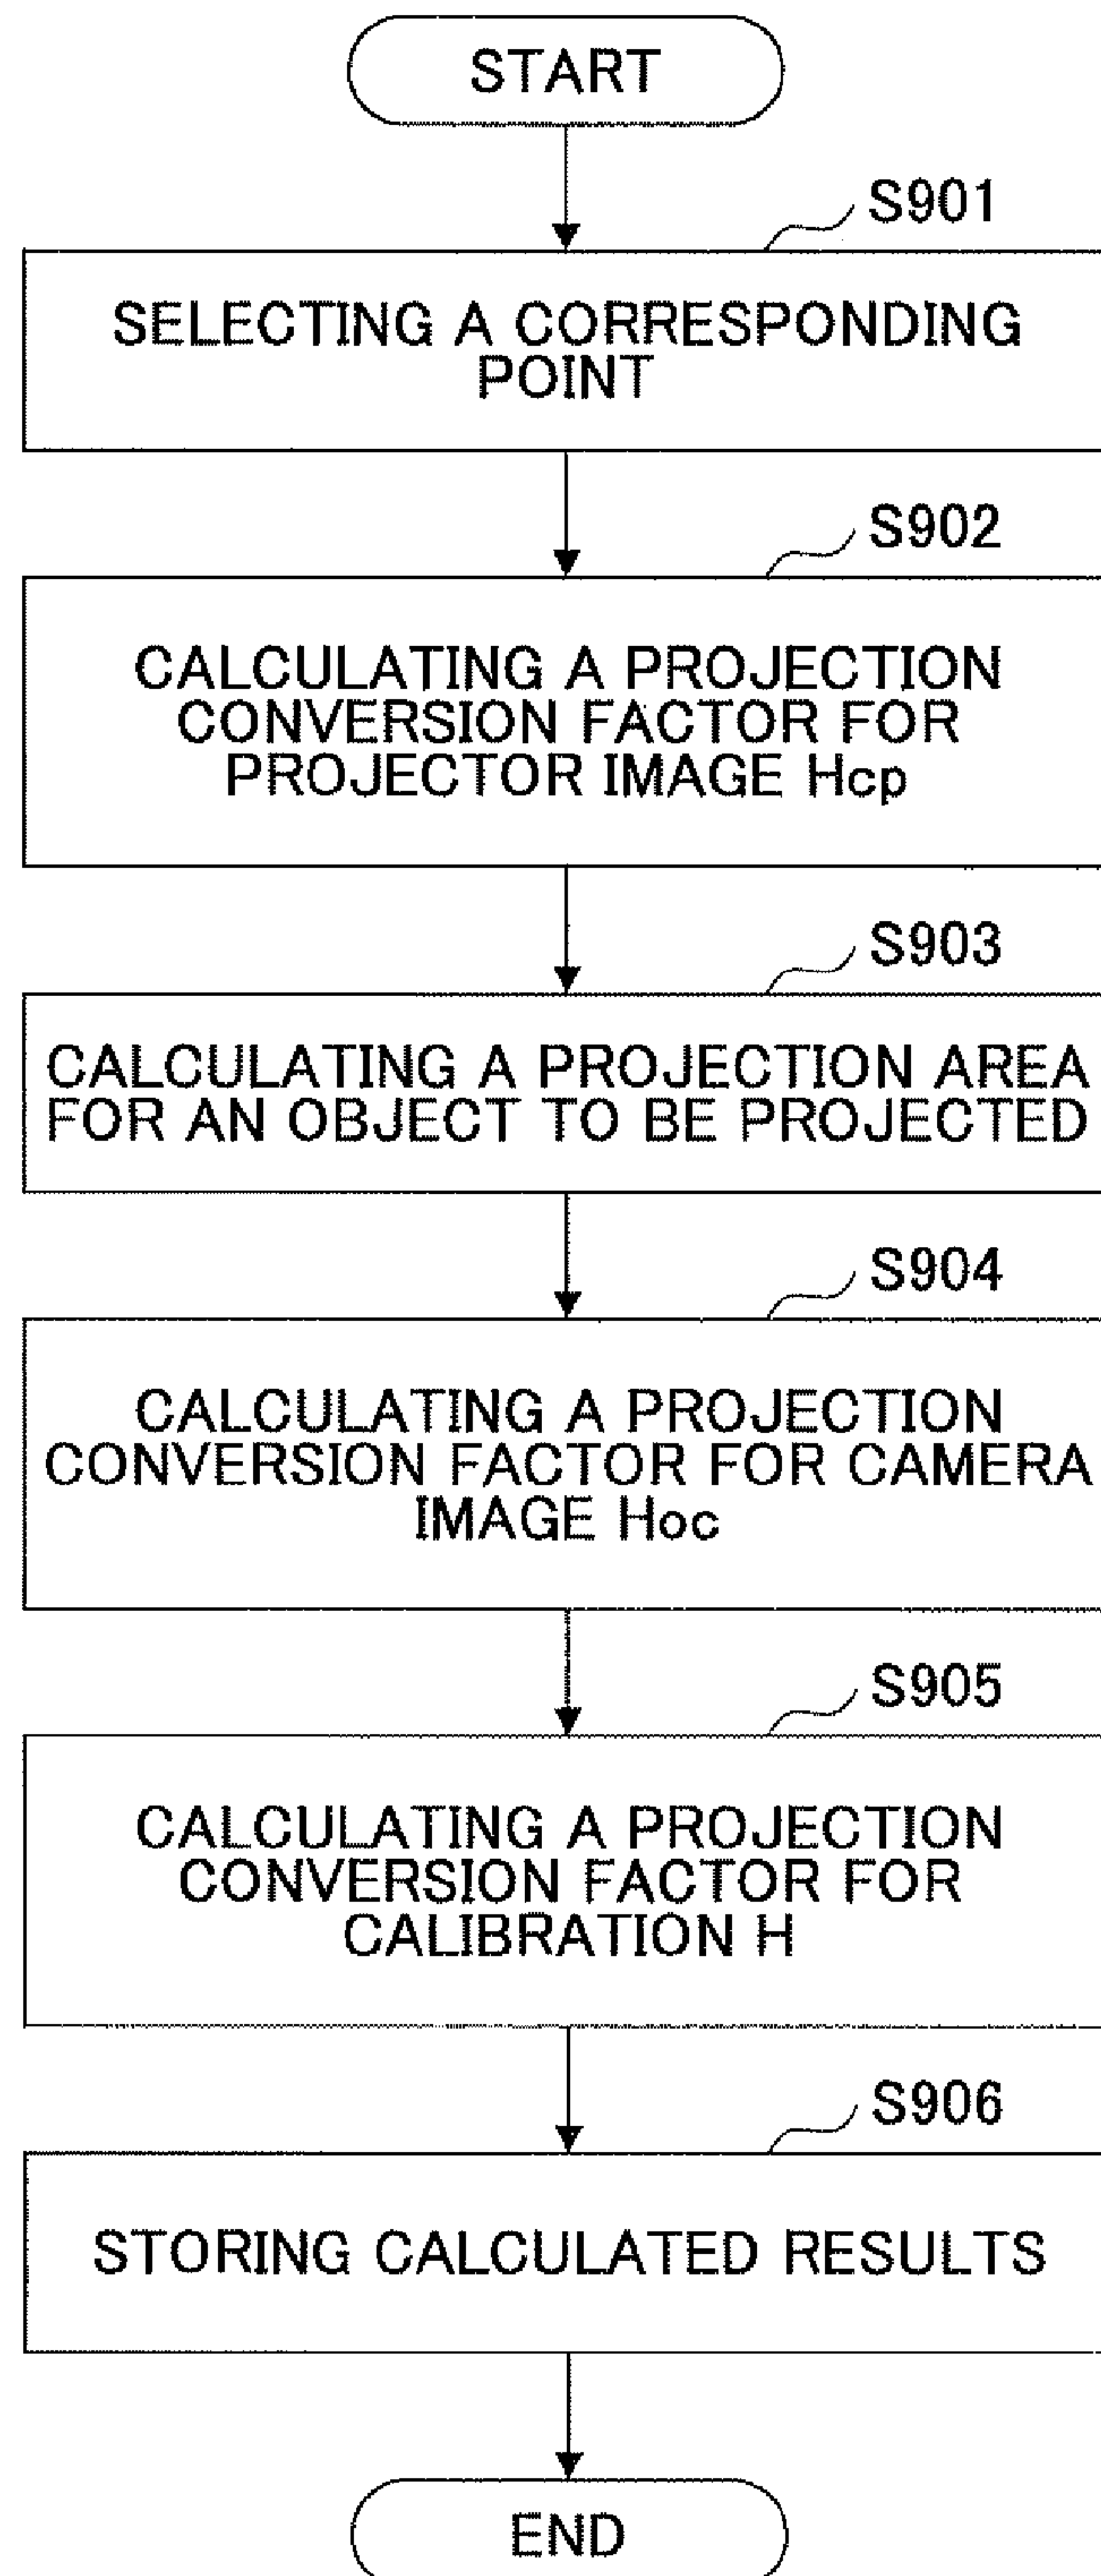 START
S901
SELECTING A CORRESPONDING
POINT
S902
CALCULATING A PROJECTION
CONVERSION FACTOR FOR
PROJECTOR IMAGE Hcp
S903
CALCULATING A PROJECTION AREA
FOR AN OBJECT TO BE PROJECTED
S904
CALCULATING A PROJECTION
CONVERSION FACTOR FOR CAMERA
IMAGE Hoc
S905
CALCULATING A PROJECTION
CONVERSION FACTOR FOR
CALIBRATION H
S906
STORING CALCULATED RESULTS
END